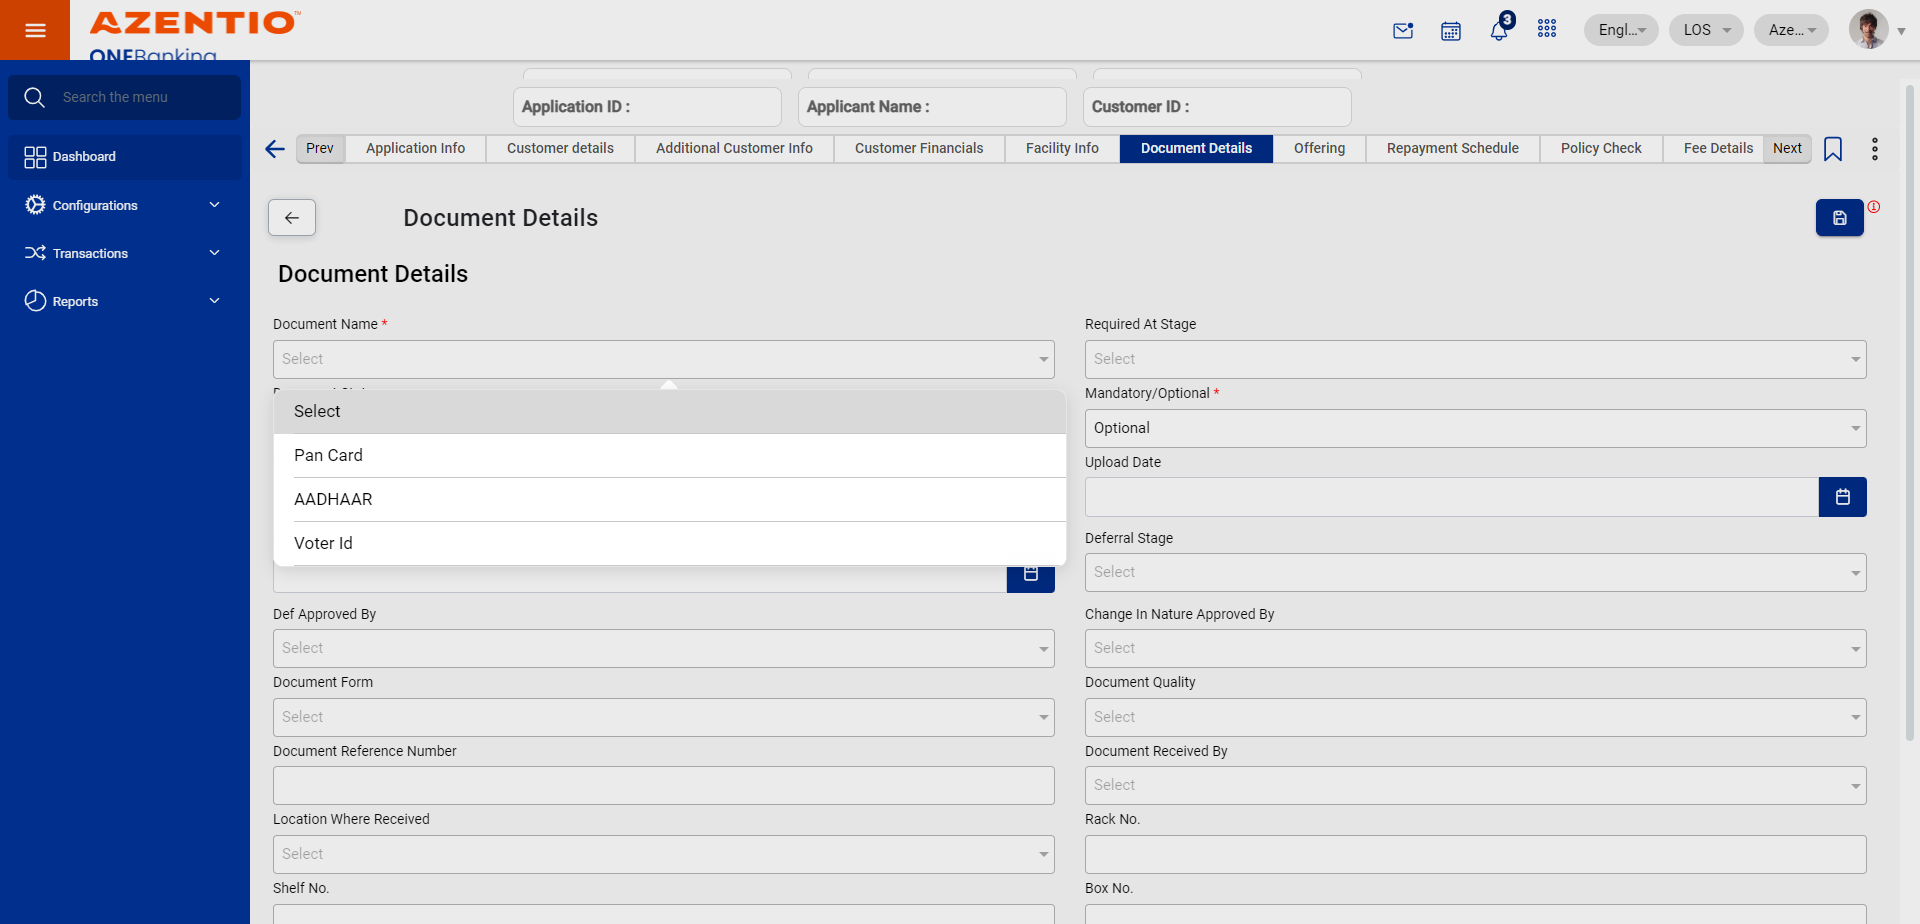 AZENTIO™
ONEBanking
3
Engl...
LOS
Aze...
Search the menu
Dashboard
Configurations
Transactions
Reports
Application ID :
Applicant Name :
Customer ID :
Prev
Application Info
Customer details
Additional Customer Info
Customer Financials
Facility Info
Document Details
Offering
Repayment Schedule
Policy Check
Fee Details
Next
Document Details
Document Details
Document Name *
Select
Required At Stage
Select
Select
Pan Card
AADHAAR
Voter Id
Mandatory/Optional *
Optional
Upload Date
Deferral Stage
Select
Def Approved By
Select
Change In Nature Approved By
Select
Document Form
Select
Document Quality
Select
Document Reference Number
Document Received By
Select
Location Where Received
Select
Rack No.
Shelf No.
Box No.